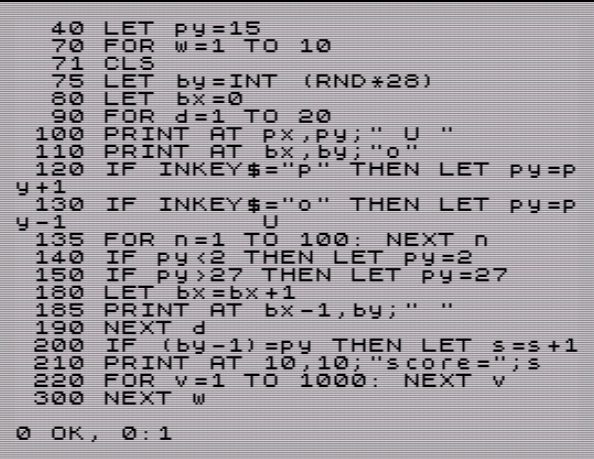 40 LET py=15
70 FOR w=1 TO 10
71 CLS
75 LET by=INT (RND*28)
80 LET bx=0
90 FOR d=1 TO 20
100 PRINT AT px,py;" U "
110 PRINT AT bx,by;"o"
120 IF INKEY$="p" THEN LET py=p
y+1
130 IF INKEY$="o" THEN LET py=p
y-1 U
135 FOR n=1 TO 100: NEXT n
140 IF py<2 THEN LET py=2
150 IF py>27 THEN LET py=27
180 LET bx=bx+1
185 PRINT AT bx-1,by;" "
190 NEXT d
200 IF (by-1)=py THEN LET s=s+1
210 PRINT AT 10,10;"score=";s
220 FOR v=1 TO 1000: NEXT v
300 NEXT w
0 OK, 0:1